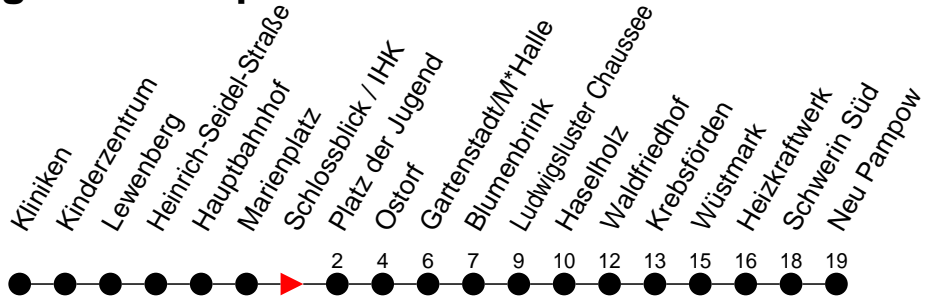 Kliniken
Kinderzentrum
Lewenberg
Heinrich-Seidel-Straße
Hauptbahnhof
Marienplatz
Schlossblick / IHK
Platz der Jugend
Ostorf
Gartenstadt/M*Halle
Blumenbrink
Ludwigsluster Chaussee
Haselholz
Waldfriedhof
Krebsförden
Wüstmark
Heizkraftwerk
Schwerin Süd
Neu Pampow
2 4 6 7 9 10 12 13 15 16 18 19